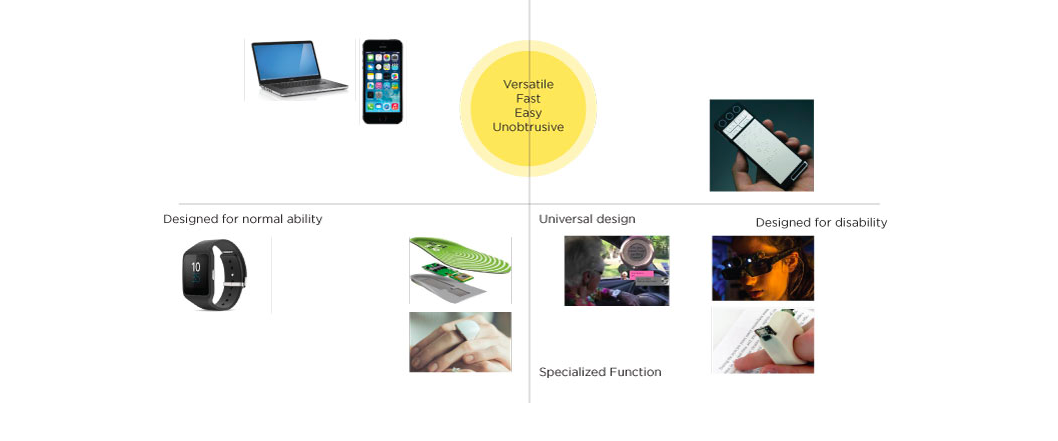 Versatile
Fast
Easy
Unobtrusive
Designed for normal ability
Universal design
Designed for disability
10
Specialized Function